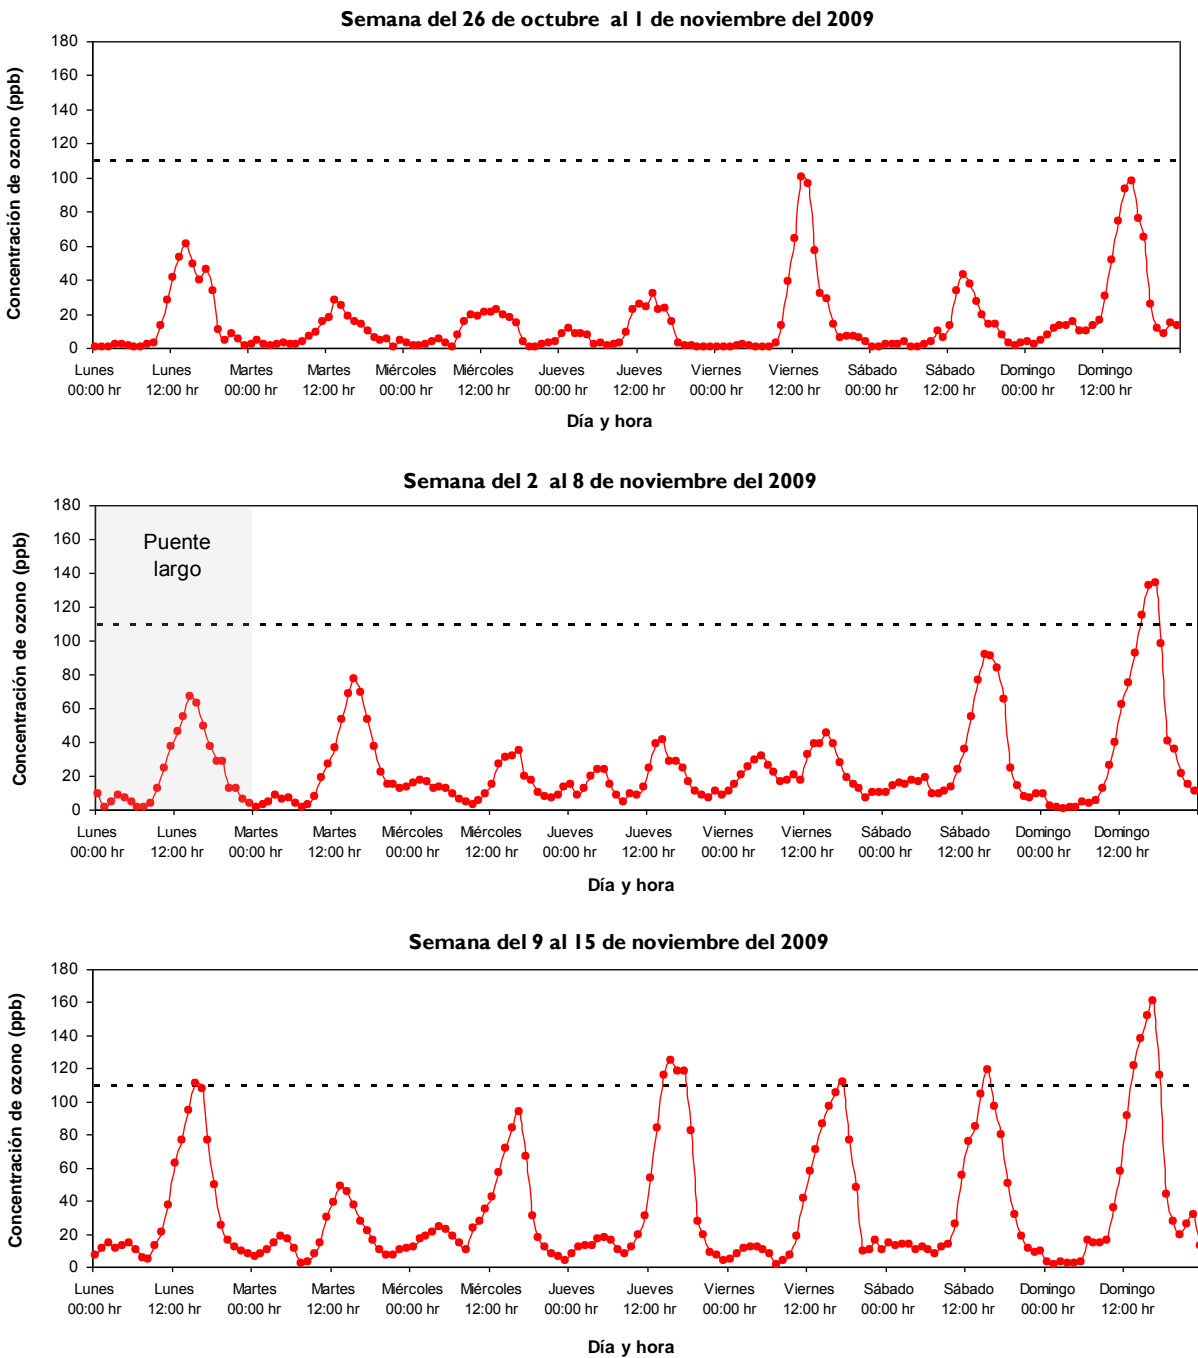 Semana del 26 de octubre al 1 de noviembre del 2009
Concentración de ozono (ppb)
180
160
140
120
100
80
60
40
20
0
Lunes Lunes Martes Martes Miércoles Miércoles Jueves Jueves Viernes Viernes Sábado Sábado Domingo Domingo
00:00 hr 12:00 hr 00:00 hr 12:00 hr 00:00 hr 12:00 hr 00:00 hr 12:00 hr 00:00 hr 12:00 hr 00:00 hr 12:00 hr 00:00 hr 12:00 hr
Día y hora
Semana del 2 al 8 de noviembre del 2009
Concentración de ozono (ppb)
180
160
140
120
100
80
60
40
20
0
Puente
largo
Lunes Lunes Martes Martes Miércoles Miércoles Jueves Jueves Viernes Viernes Sábado Sábado Domingo Domingo
00:00 hr 12:00 hr 00:00 hr 12:00 hr 00:00 hr 12:00 hr 00:00 hr 12:00 hr 00:00 hr 12:00 hr 00:00 hr 12:00 hr 00:00 hr 12:00 hr
Día y hora
Semana del 9 al 15 de noviembre del 2009
Concentración de ozono (ppb)
180
160
140
120
100
80
60
40
20
0
Lunes Lunes Martes Martes Miércoles Miércoles Jueves Jueves Viernes Viernes Sábado Sábado Domingo Domingo
00:00 hr 12:00 hr 00:00 hr 12:00 hr 00:00 hr 12:00 hr 00:00 hr 12:00 hr 00:00 hr 12:00 hr 00:00 hr 12:00 hr 00:00 hr 12:00 hr
Día y hora